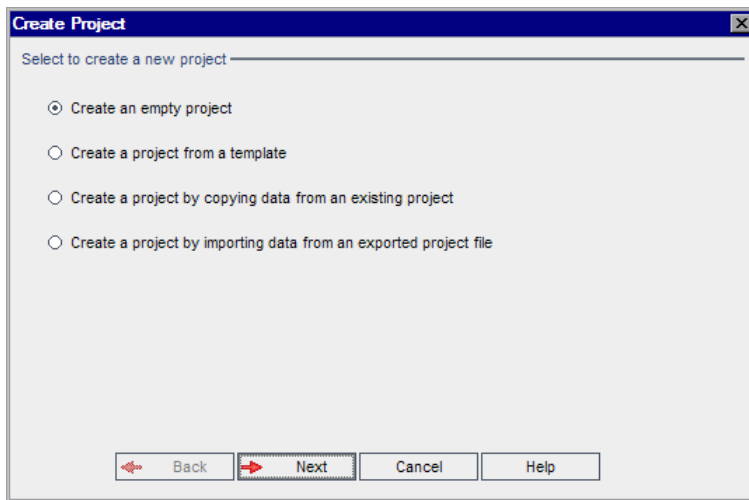 Create Project
Select to create a new project
Create an empty project
Create a project from a template
Create a project by copying data from an existing project
Create a project by importing data from an exported project file
Back Next Cancel Help